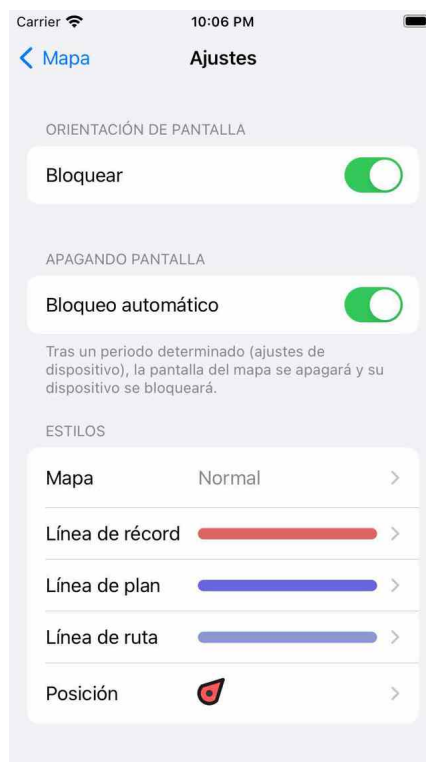 Carrier 10:06 PM
Mapa Ajustes
ORIENTACIÓN DE PANTALLA
Bloquear
APAGANDO PANTALLA
Bloqueo automático
Tras un periodo determinado (ajustes de
dispositivo), la pantalla del mapa se apagará y su
dispositivo se bloqueará.
ESTILOS
Mapa Normal
Línea de récord
Línea de plan
Línea de ruta
Posición